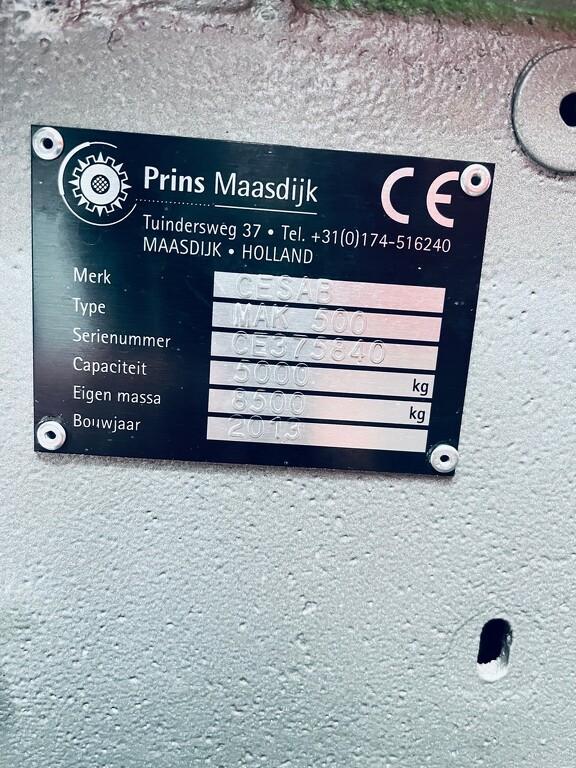 Prins Maasdijk CE
Tuindersweg 37 • Tel. +31(0)174-516240
MAASDIJK • HOLLAND
Merk CESAB
Type MAK 500
Serienummer CE375840
Capaciteit 5000 kg
Eigen massa 8500 kg
Bouwjaar 2013